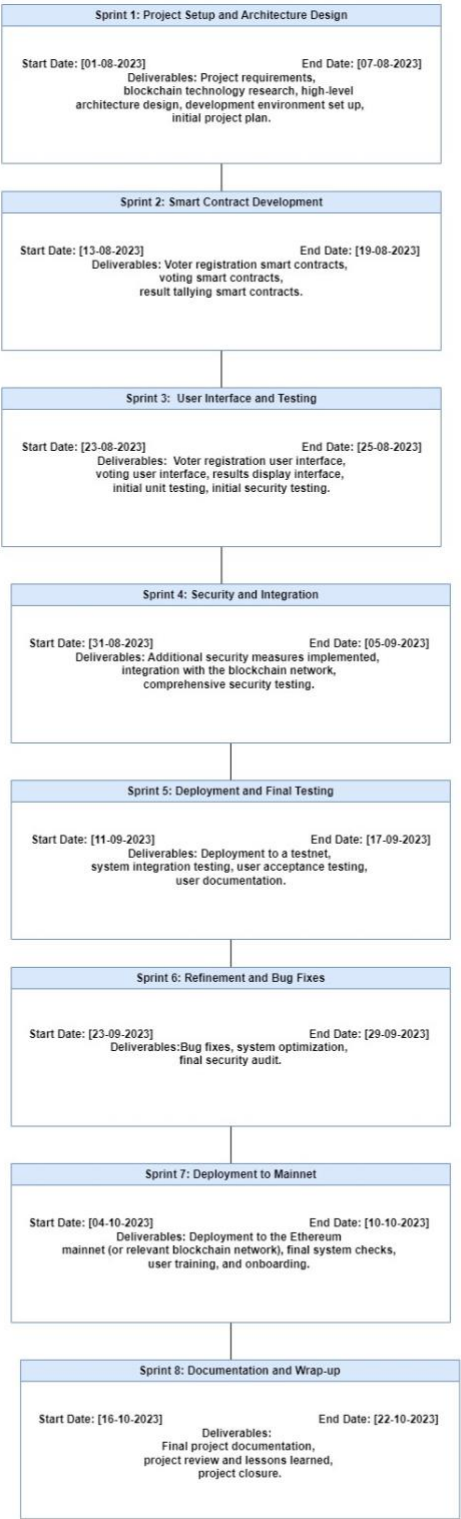 Sprint 1: Project Setup and Architecture Design
Start Date: [01-08-2023] End Date: [07-08-2023]
Deliverables: Project requirements,
blockchain technology research, high-level
architecture design, development environment set up,
initial project plan.
Sprint 2: Smart Contract Development
Start Date: [13-08-2023] End Date: [19-08-2023]
Deliverables: Voter registration smart contracts,
voting smart contracts,
result tallying smart contracts.
Sprint 3: User Interface and Testing
Start Date: [23-08-2023] End Date: [25-08-2023]
Deliverables: Voter registration user interface,
voting user interface, results display interface,
initial unit testing, initial security testing.
Sprint 4: Security and Integration
Start Date: [31-08-2023] End Date: [05-09-2023]
Deliverables: Additional security measures implemented,
integration with the blockchain network,
comprehensive security testing.
Sprint 5: Deployment and Final Testing
Start Date: [11-09-2023] End Date: [17-09-2023]
Deliverables: Deployment to a testnet,
system integration testing, user acceptance testing,
user documentation.
Sprint 6: Refinement and Bug Fixes
Start Date: [23-09-2023] End Date: [29-09-2023]
Deliverables:Bug fixes, system optimization,
final security audit.
Sprint 7: Deployment to Mainnet
Start Date: [04-10-2023] End Date: [10-10-2023]
Deliverables: Deployment to the Ethereum
mainnet (or relevant blockchain network), final system checks,
user training, and onboarding.
Sprint 8: Documentation and Wrap-up
Start Date: [16-10-2023] End Date: [22-10-2023]
Deliverables:
Final project documentation,
project review and lessons learned,
project closure.